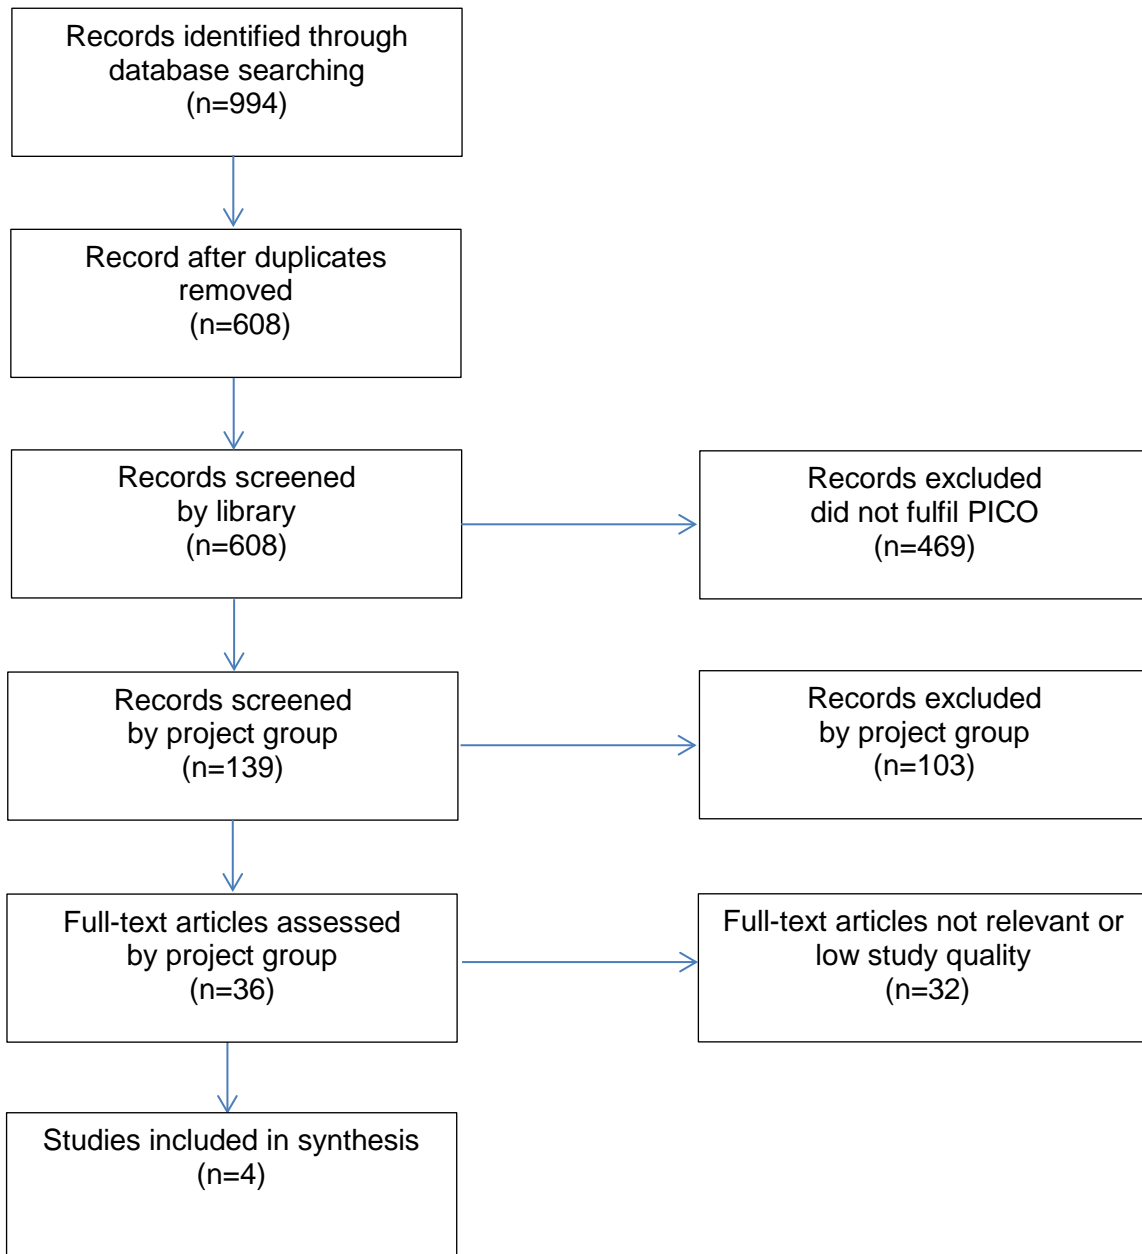 Records identified through
database searching
(n=994)
Record after duplicates
removed
(n=608)
Records screened
by library
(n=608)
Records excluded
did not fulfil PICO
(n=469)
Records screened
by project group
(n=139)
Records excluded
by project group
(n=103)
Full-text articles assessed
by project group
(n=36)
Full-text articles not relevant or
low study quality
(n=32)
Studies included in synthesis
(n=4)